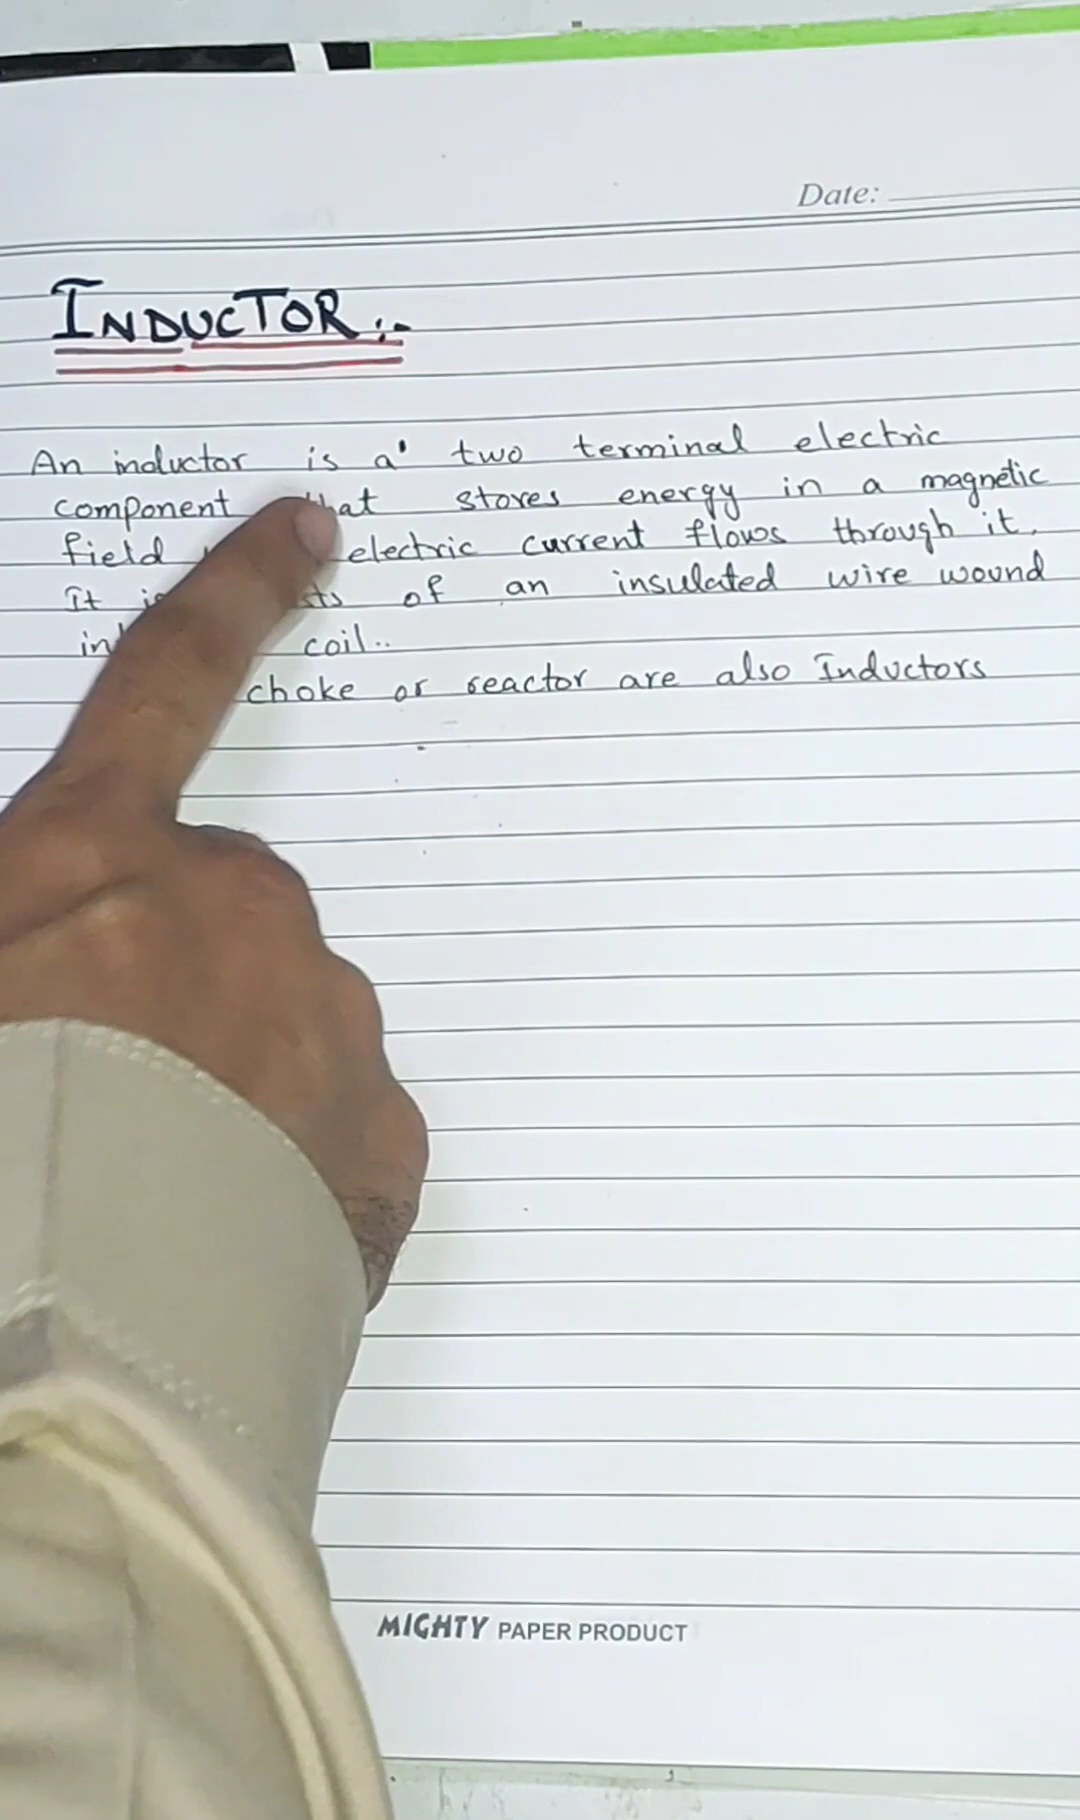 Date:
INDUCTOR:-
An inductor is a two terminal electric
component that stores energy in a magnetic
field electric current flows through it.
It of an insulated wire wound
coil..
choke or reactor are also Inductors
MIGHTY PAPER PRODUCT